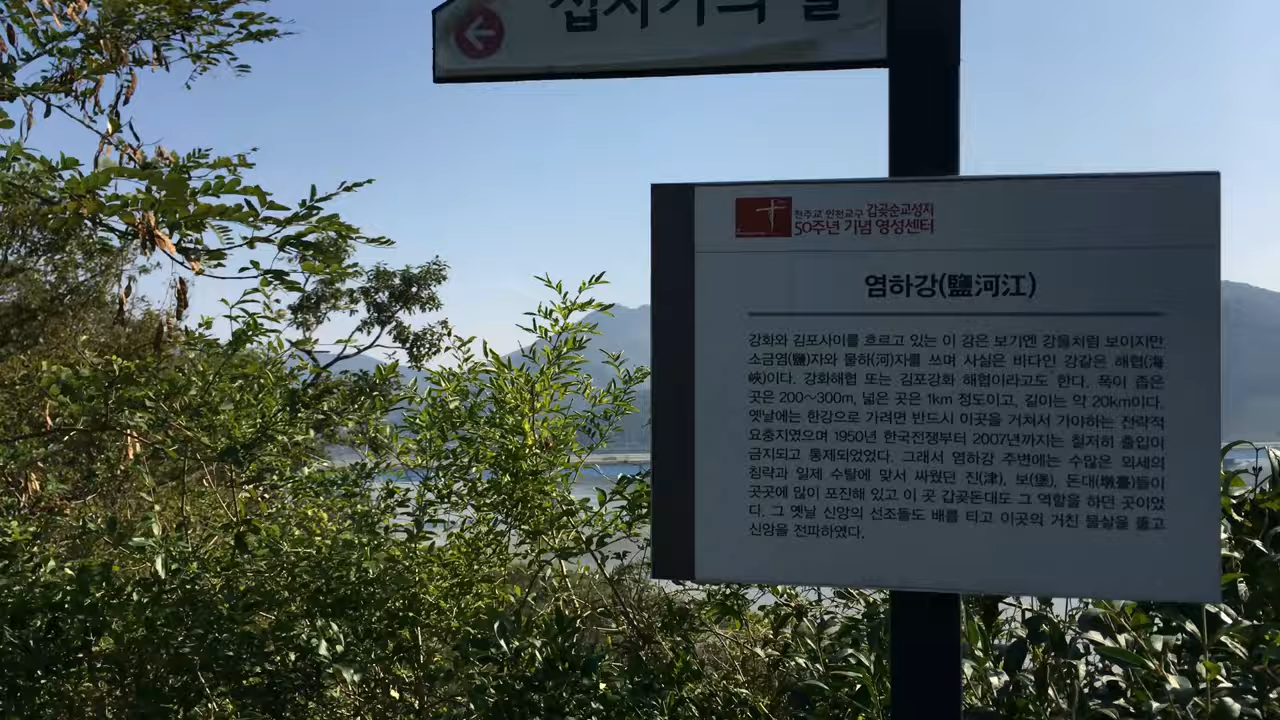 십자가의 길
천주교 인천교구 갑곶순교성지
50주년 기념 영성센터
염하강(鹽河江)
강화와 김포사이를 흐르고 있는 이 강은 보기엔 강물처럼 보이지만
소금염(鹽)자와 물하(河)자를 쓰며 사실은 바다인 강같은 해협(海
峽)이다. 강화해협 또는 김포강화 해협이라고도 한다. 폭이 좁은
곳은 200~300m, 넓은 곳은 1km 정도이고, 길이는 약 20km이다.
옛날에는 한강으로 가려면 반드시 이곳을 거쳐서 가야하는 전략적
요충지였으며 1950년 한국전쟁부터 2007년까지는 철저히 출입이
금지되고 통제되었었다. 그래서 염하강 주변에는 수많은 외세의
침략과 일제 수탈에 맞서 싸웠던 진(津), 보(堡), 돈대(墩臺)들이
곳곳에 많이 포진해 있고 이 곳 갑곶돈대도 그 역할을 하던 곳이었
다. 그 옛날 신앙의 선조들도 배를 타고 이곳의 거친 물살을 뚫고
신앙을 전파하였다.